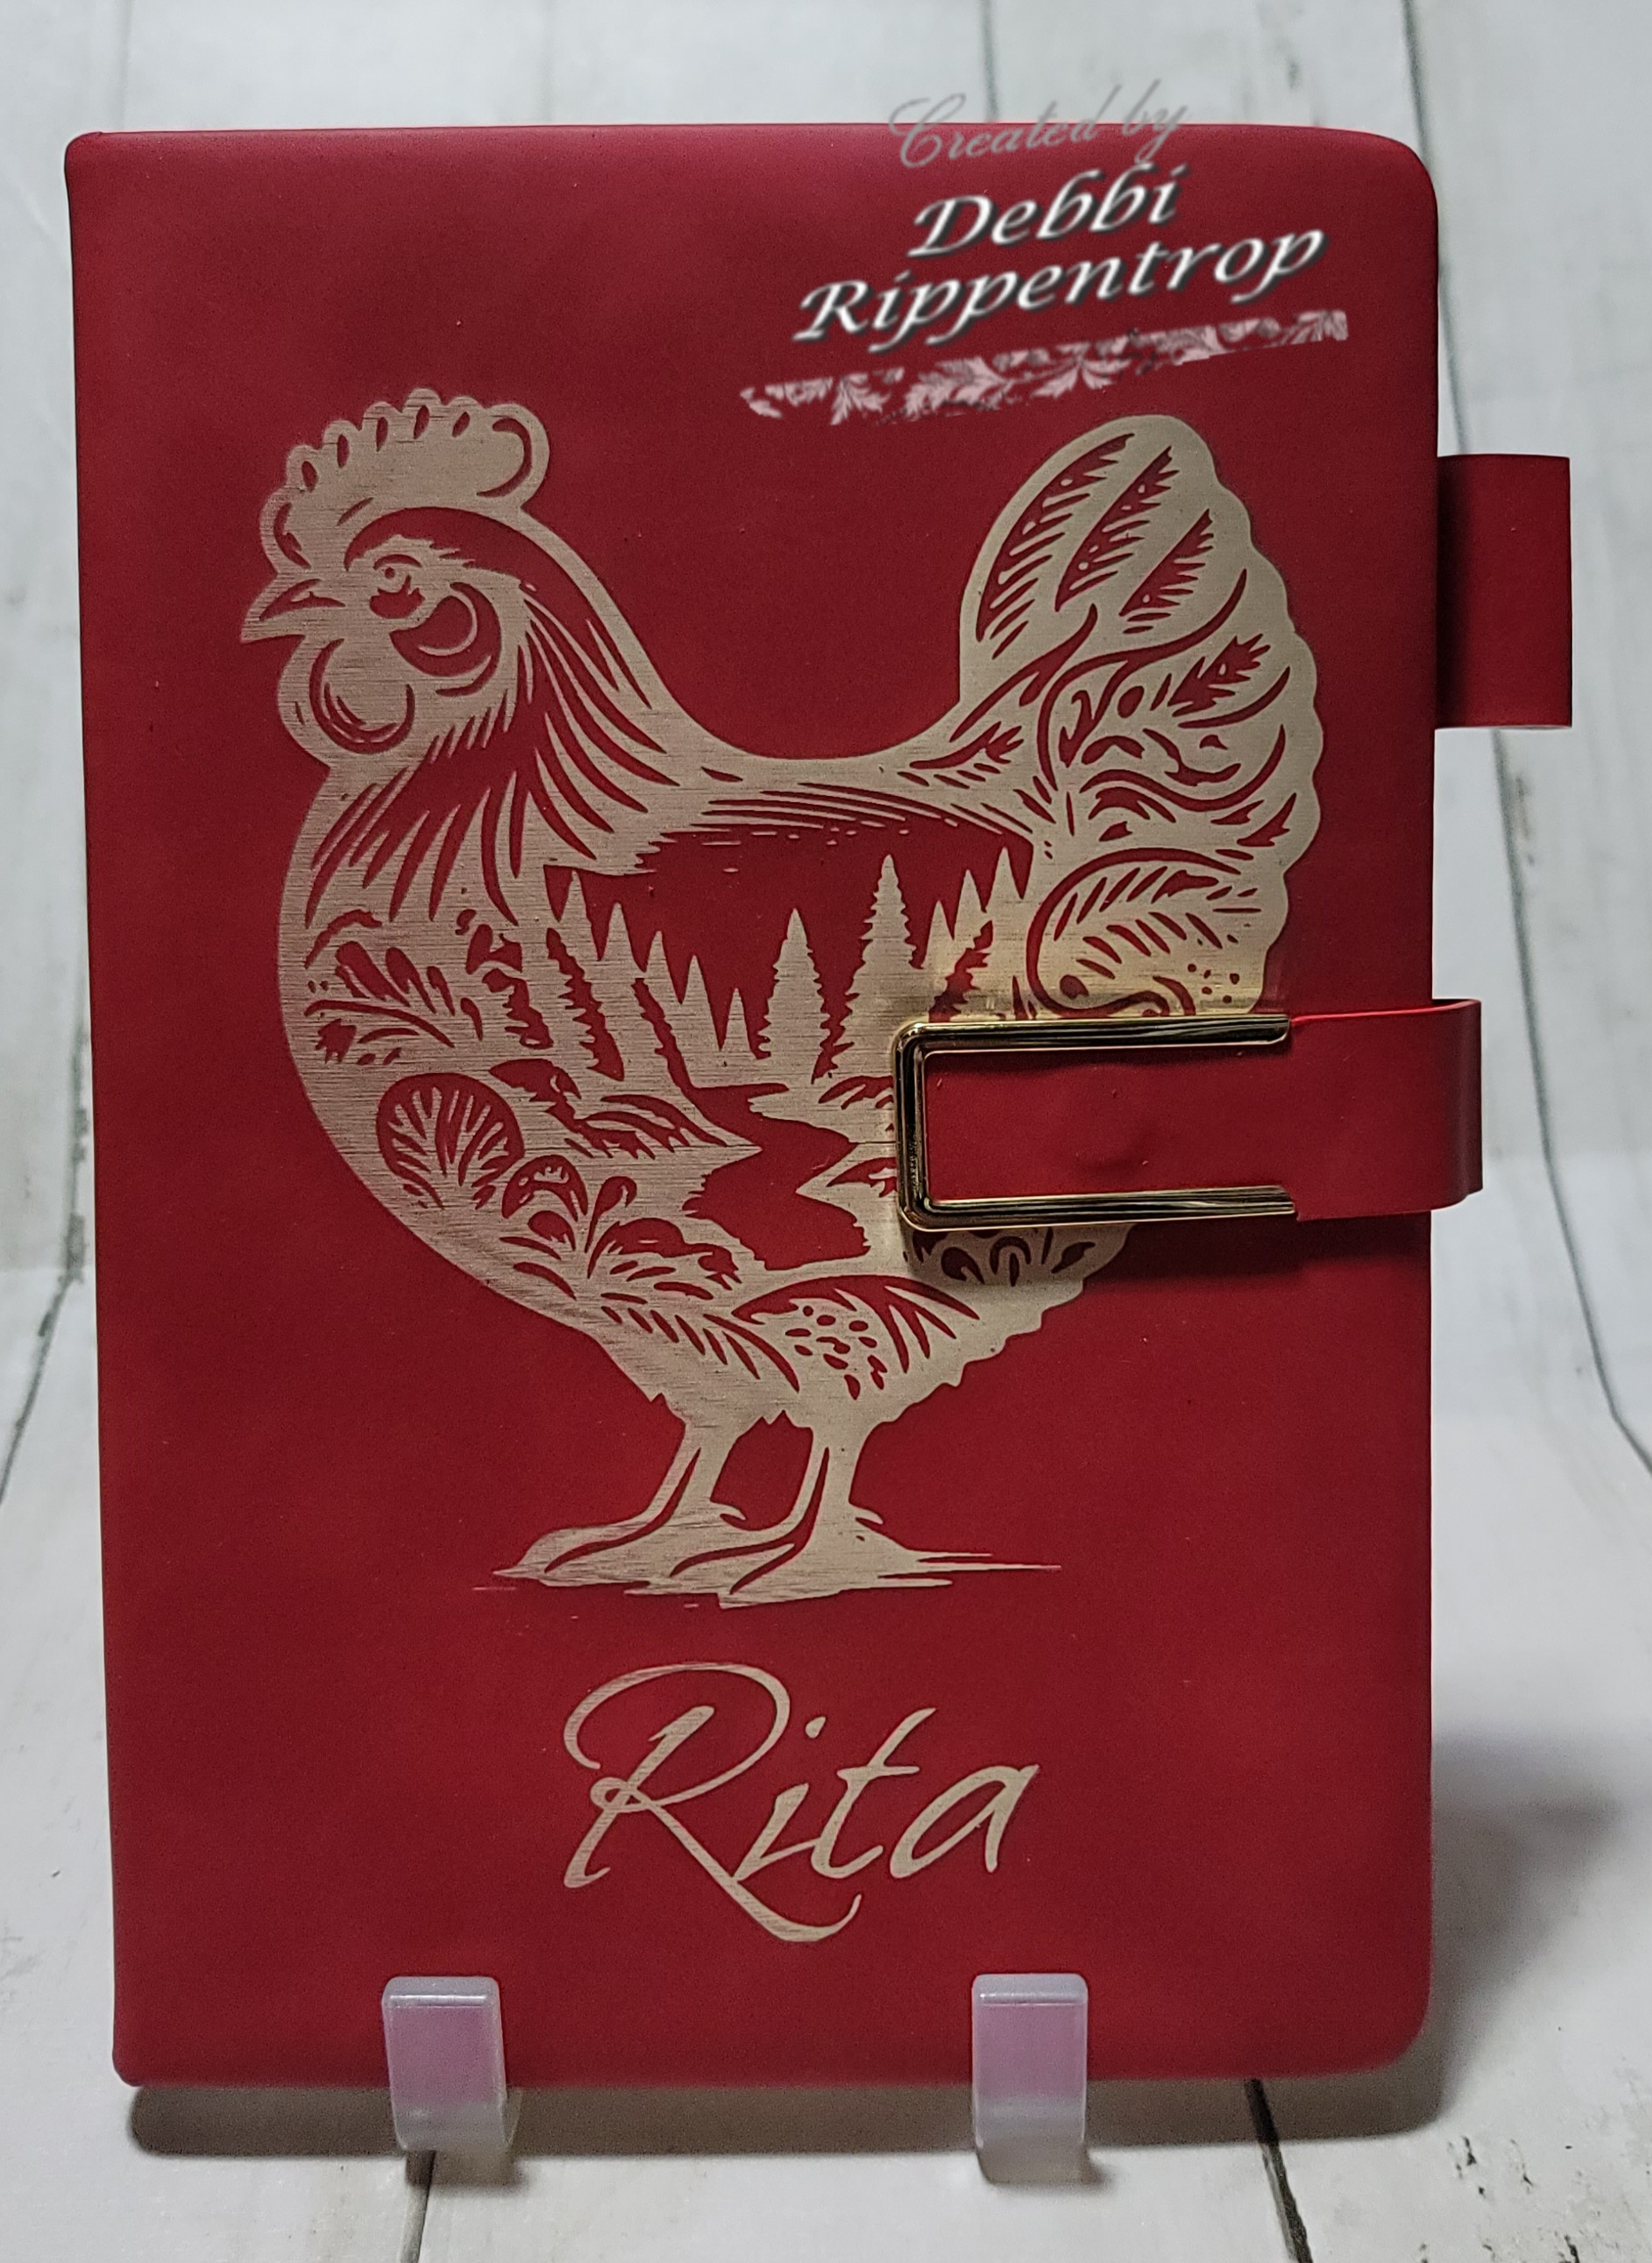 Created by
Debbi
Rippentrop
Rita